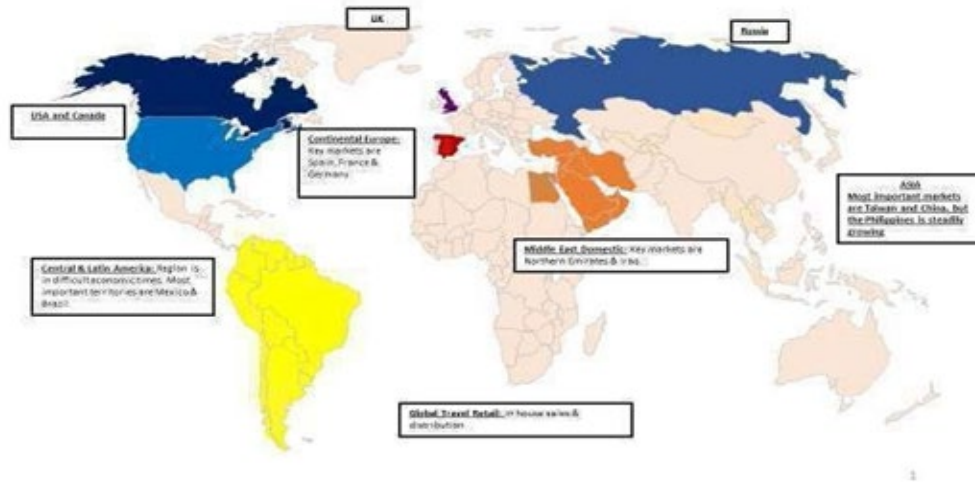 UK
Russia
USA and Canada
Continental Europe:
Key markets are
Spain, France &
Germany
ASIA
Most important markets
are Taiwan and China, but
the Philippines is steadily
growing
Middle East Domestic: Key markets are
Northern Emirates & Iraq.
Central & Latin America: Region is
in difficult economic times. Most
important territories are Mexico &
Brazil
Global Travel Retail: in house sales &
distribution
1